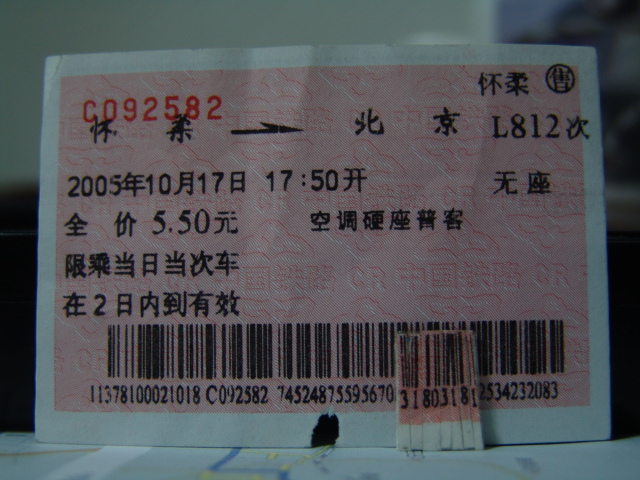 怀柔 售
C092582
怀柔 北京 L812次
2005年10月17日 17:50开 无座
全价 5.50元 空调硬座普客
限乘当日当次车
在2日内到有效
11378100021018 C092582 74524875595670 31803181 2534232083